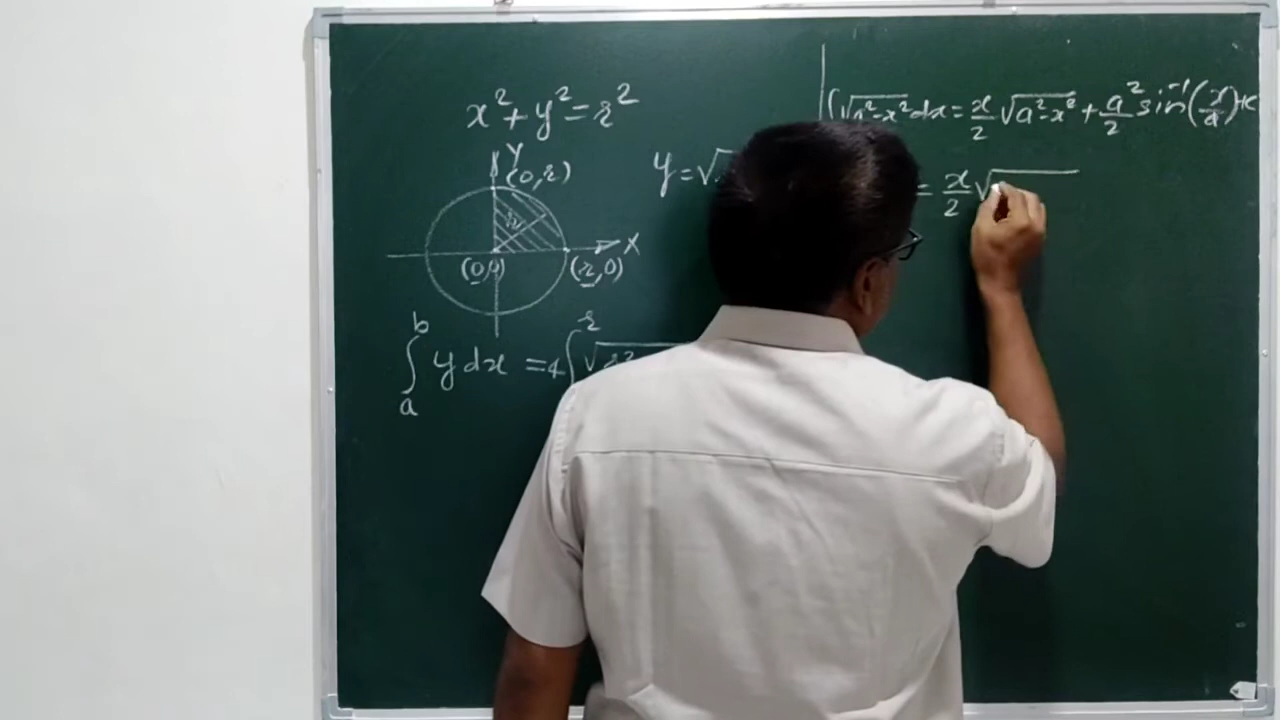 x² + y² = r²
Y
(0, r)
r
X
(0,0)
(r, 0)
y = √
∫ₐᵇ y dx = 4∫ʳ √r²
∫√a²-x² dx = x/2 √a²-x² + a²/2 sin⁻¹(x/a)+c
= x/2 √